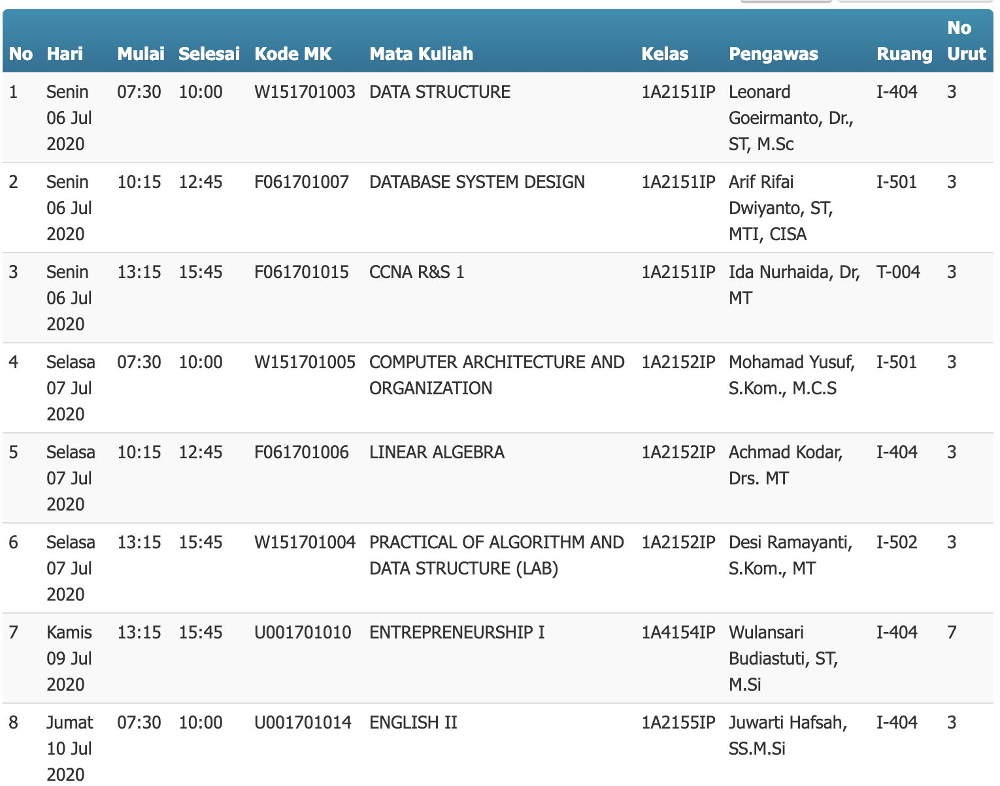 No Hari Mulai Selesai Kode MK Mata Kuliah Kelas Pengawas Ruang No Urut
1 Senin 07:30 10:00 W151701003 DATA STRUCTURE 1A2151IP Leonard I-404 3
06 Jul Goeirmanto, Dr.,
2020 ST, M.Sc
2 Senin 10:15 12:45 F061701007 DATABASE SYSTEM DESIGN 1A2151IP Arif Rifai I-501 3
06 Jul Dwiyanto, ST,
2020 MTI, CISA
3 Senin 13:15 15:45 F061701015 CCNA R&S 1 1A2151IP Ida Nurhaida, Dr, T-004 3
06 Jul MT
2020
4 Selasa 07:30 10:00 W151701005 COMPUTER ARCHITECTURE AND 1A2152IP Mohamad Yusuf, I-501 3
07 Jul ORGANIZATION S.Kom., M.C.S
2020
5 Selasa 10:15 12:45 F061701006 LINEAR ALGEBRA 1A2152IP Achmad Kodar, I-404 3
07 Jul Drs. MT
2020
6 Selasa 13:15 15:45 W151701004 PRACTICAL OF ALGORITHM AND 1A2152IP Desi Ramayanti, I-502 3
07 Jul DATA STRUCTURE (LAB) S.Kom., MT
2020
7 Kamis 13:15 15:45 U001701010 ENTREPRENEURSHIP I 1A4154IP Wulansari I-404 7
09 Jul Budiastuti, ST,
2020 M.Si
8 Jumat 07:30 10:00 U001701014 ENGLISH II 1A2155IP Juwarti Hafsah, I-404 3
10 Jul SS.M.Si
2020